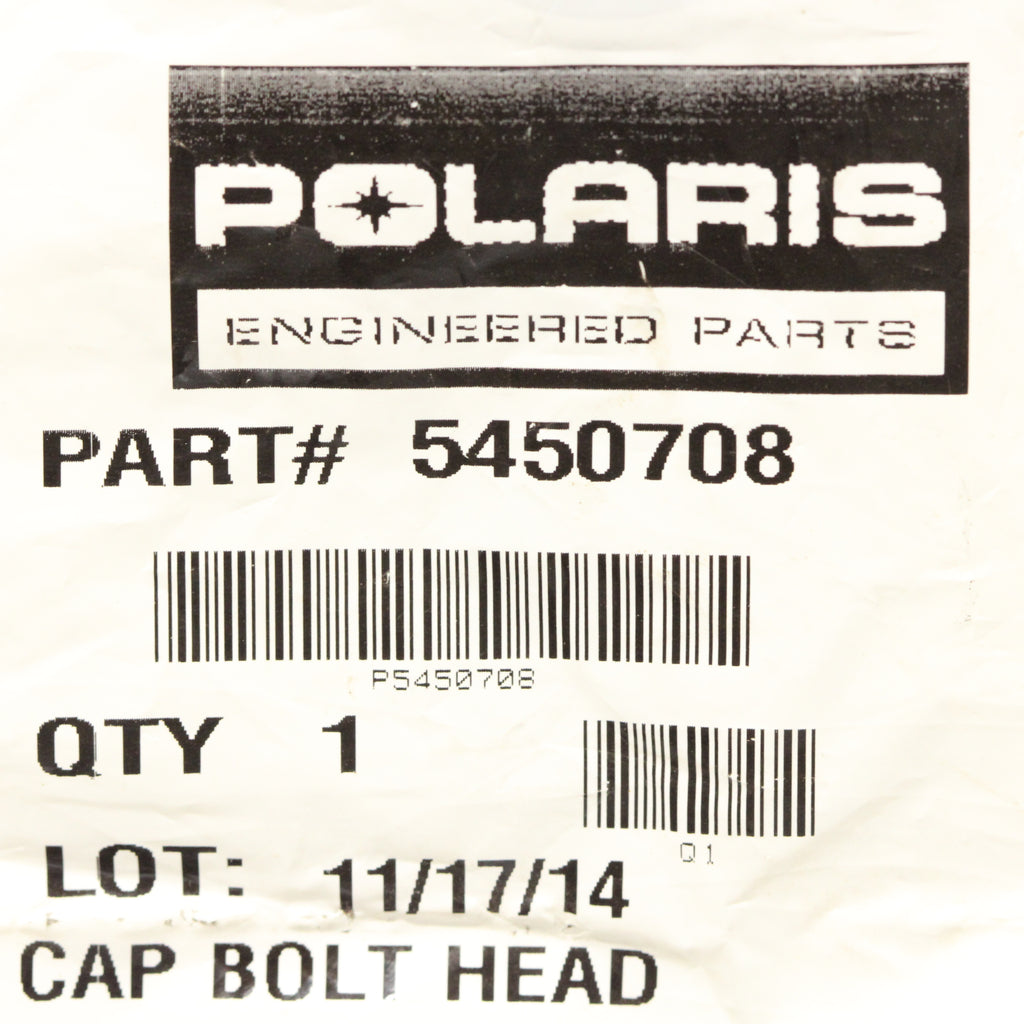 POLARIS
ENGINEERED PARTS
PART# 5450708
P5450708
QTY 1
Q1
LOT: 11/17/14
CAP BOLT HEAD